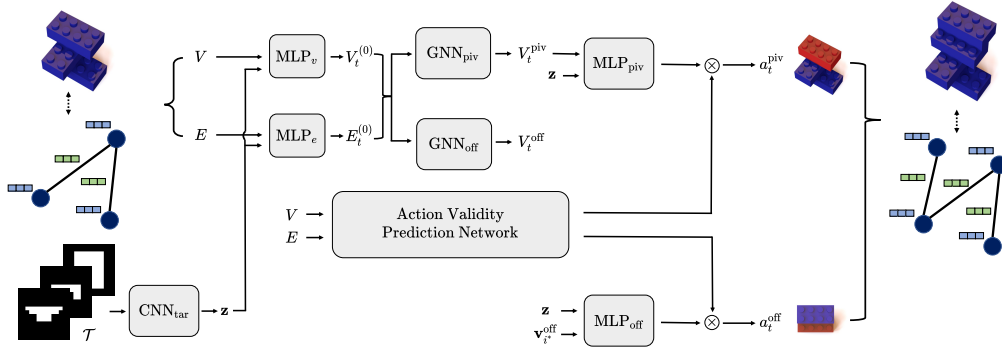 V
MLP_v
V_t^{(0)}
GNN_piv
V_t^piv
z
MLP_piv
⊗
a_t^piv
E
MLP_e
E_t^{(0)}
GNN_off
V_t^off
V
E
Action Validity
Prediction Network
𝒯
CNN_tar
z
z
v_{i*}^off
MLP_off
⊗
a_t^off